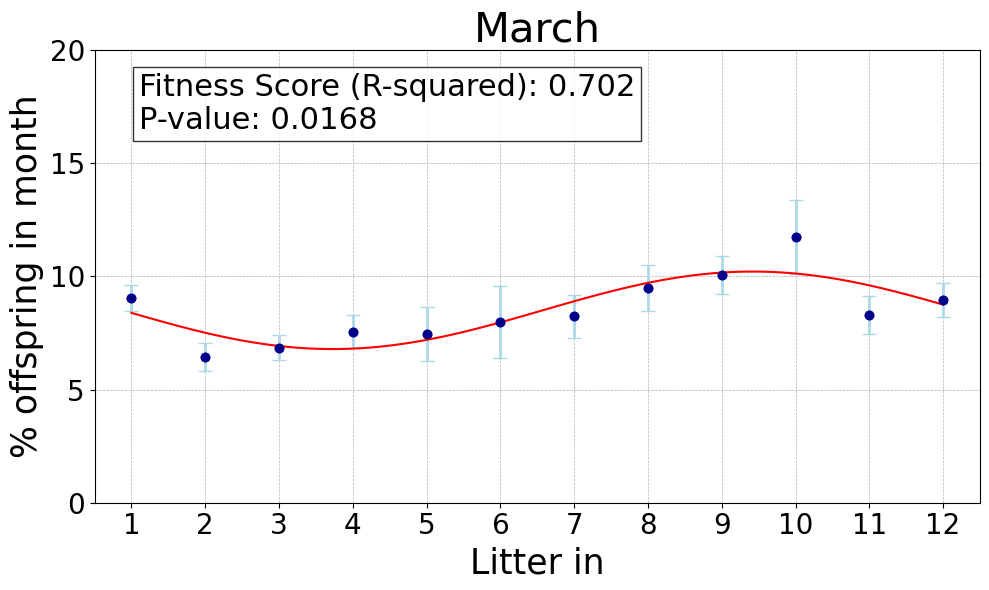 March
Fitness Score (R-squared): 0.702
P-value: 0.0168
% offspring in month
20
15
10
5
0
1 2 3 4 5 6 7 8 9 10 11 12
Litter in